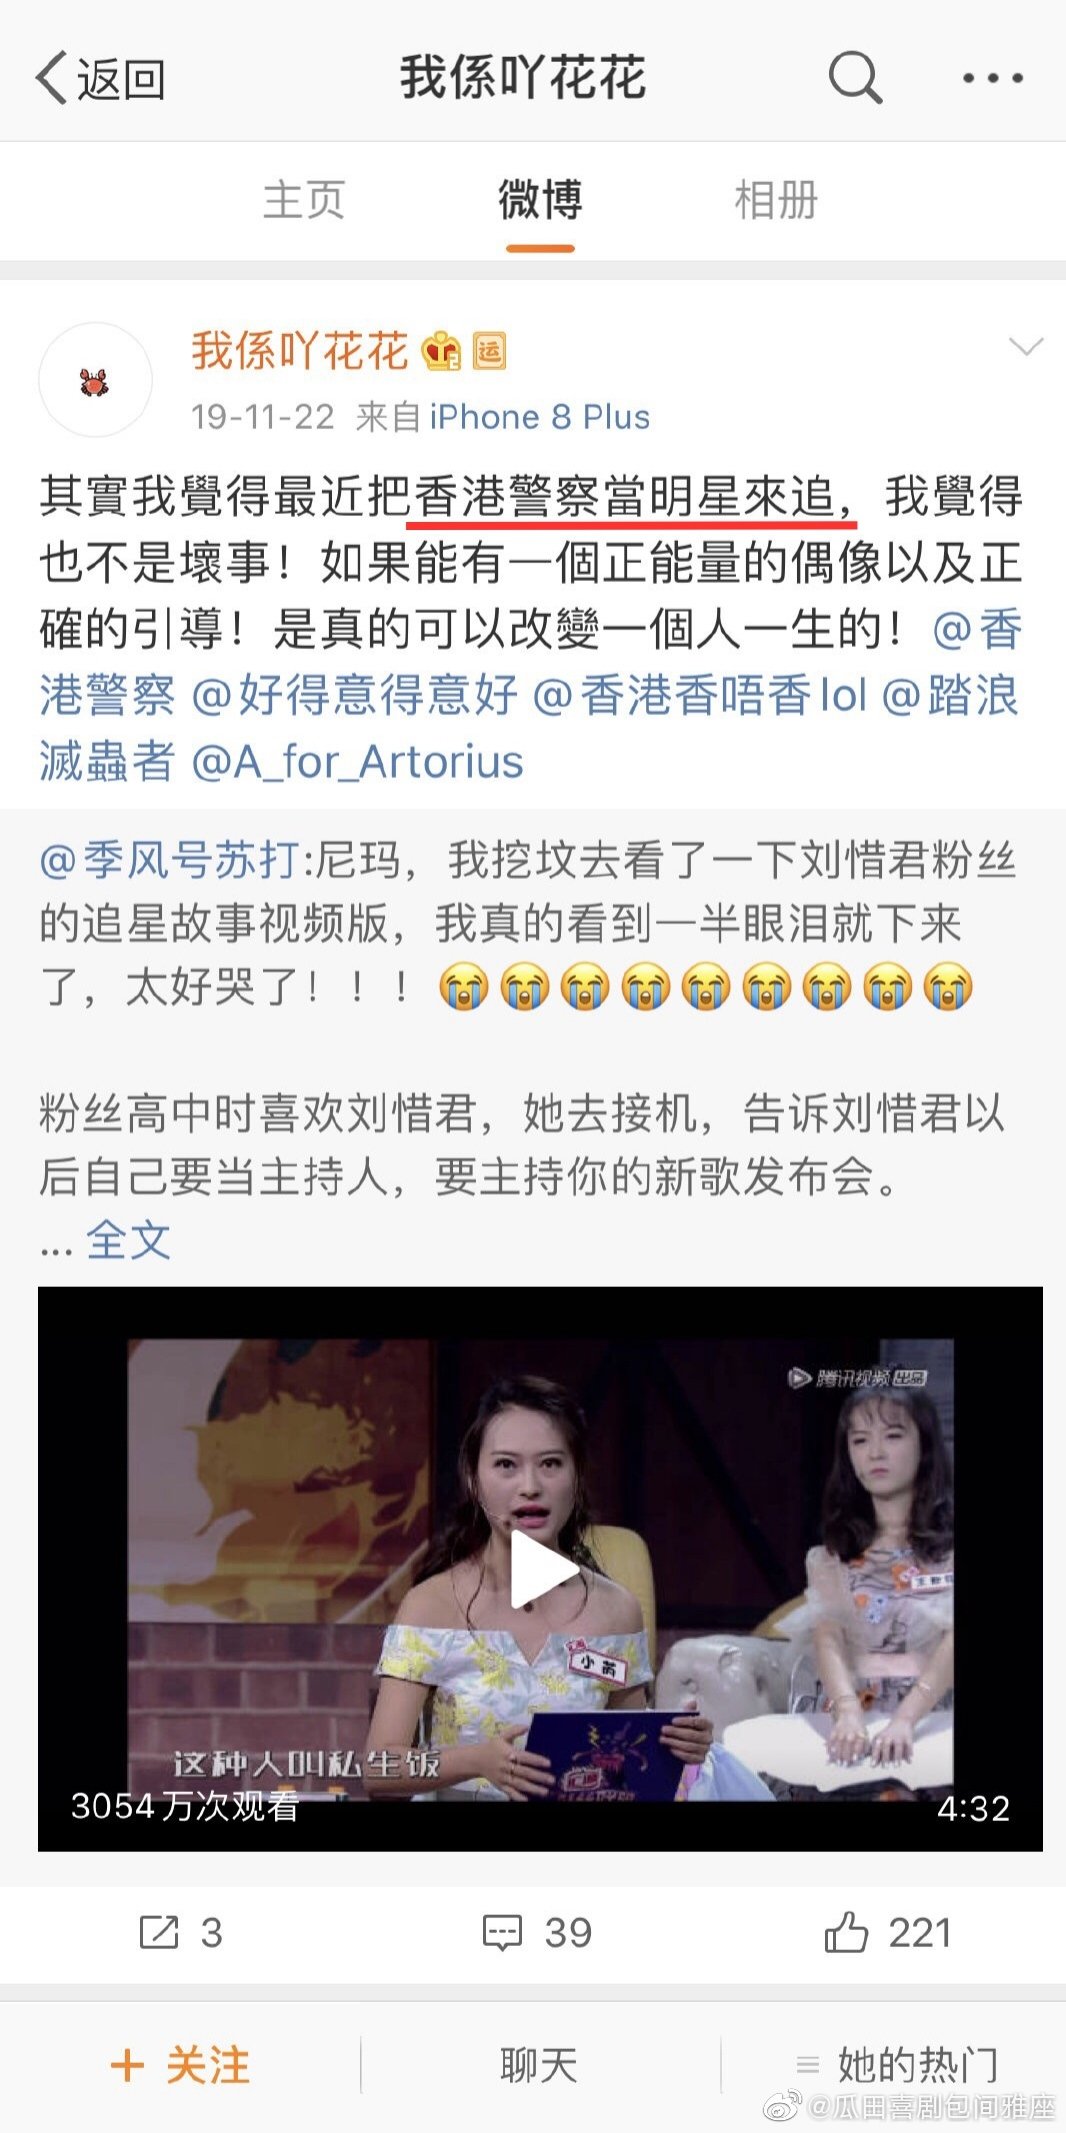 返回
我係吖花花
主页
微博
相册
我係吖花花
运
19-11-22 来自 iPhone 8 Plus
其實我覺得最近把香港警察當明星來追，我覺得
也不是壞事！如果能有一個正能量的偶像以及正
確的引導！是真的可以改變一個人一生的！@香
港警察 @好得意得意好 @香港香唔香lol @踏浪
滅蟲者 @A_for_Artorius
@季风号苏打:尼玛，我挖坟去看了一下刘惜君粉丝
的追星故事视频版，我真的看到一半眼泪就下来
了，太好哭了！！！😭😭😭😭😭😭😭😭😭
粉丝高中时喜欢刘惜君，她去接机，告诉刘惜君以
后自己要当主持人，要主持你的新歌发布会。
... 全文
腾讯视频 出品
小芮
这种人叫私生饭
3054万次观看
4:32
3
39
221
+ 关注
聊天
她的热门
@瓜田喜剧包间雅座